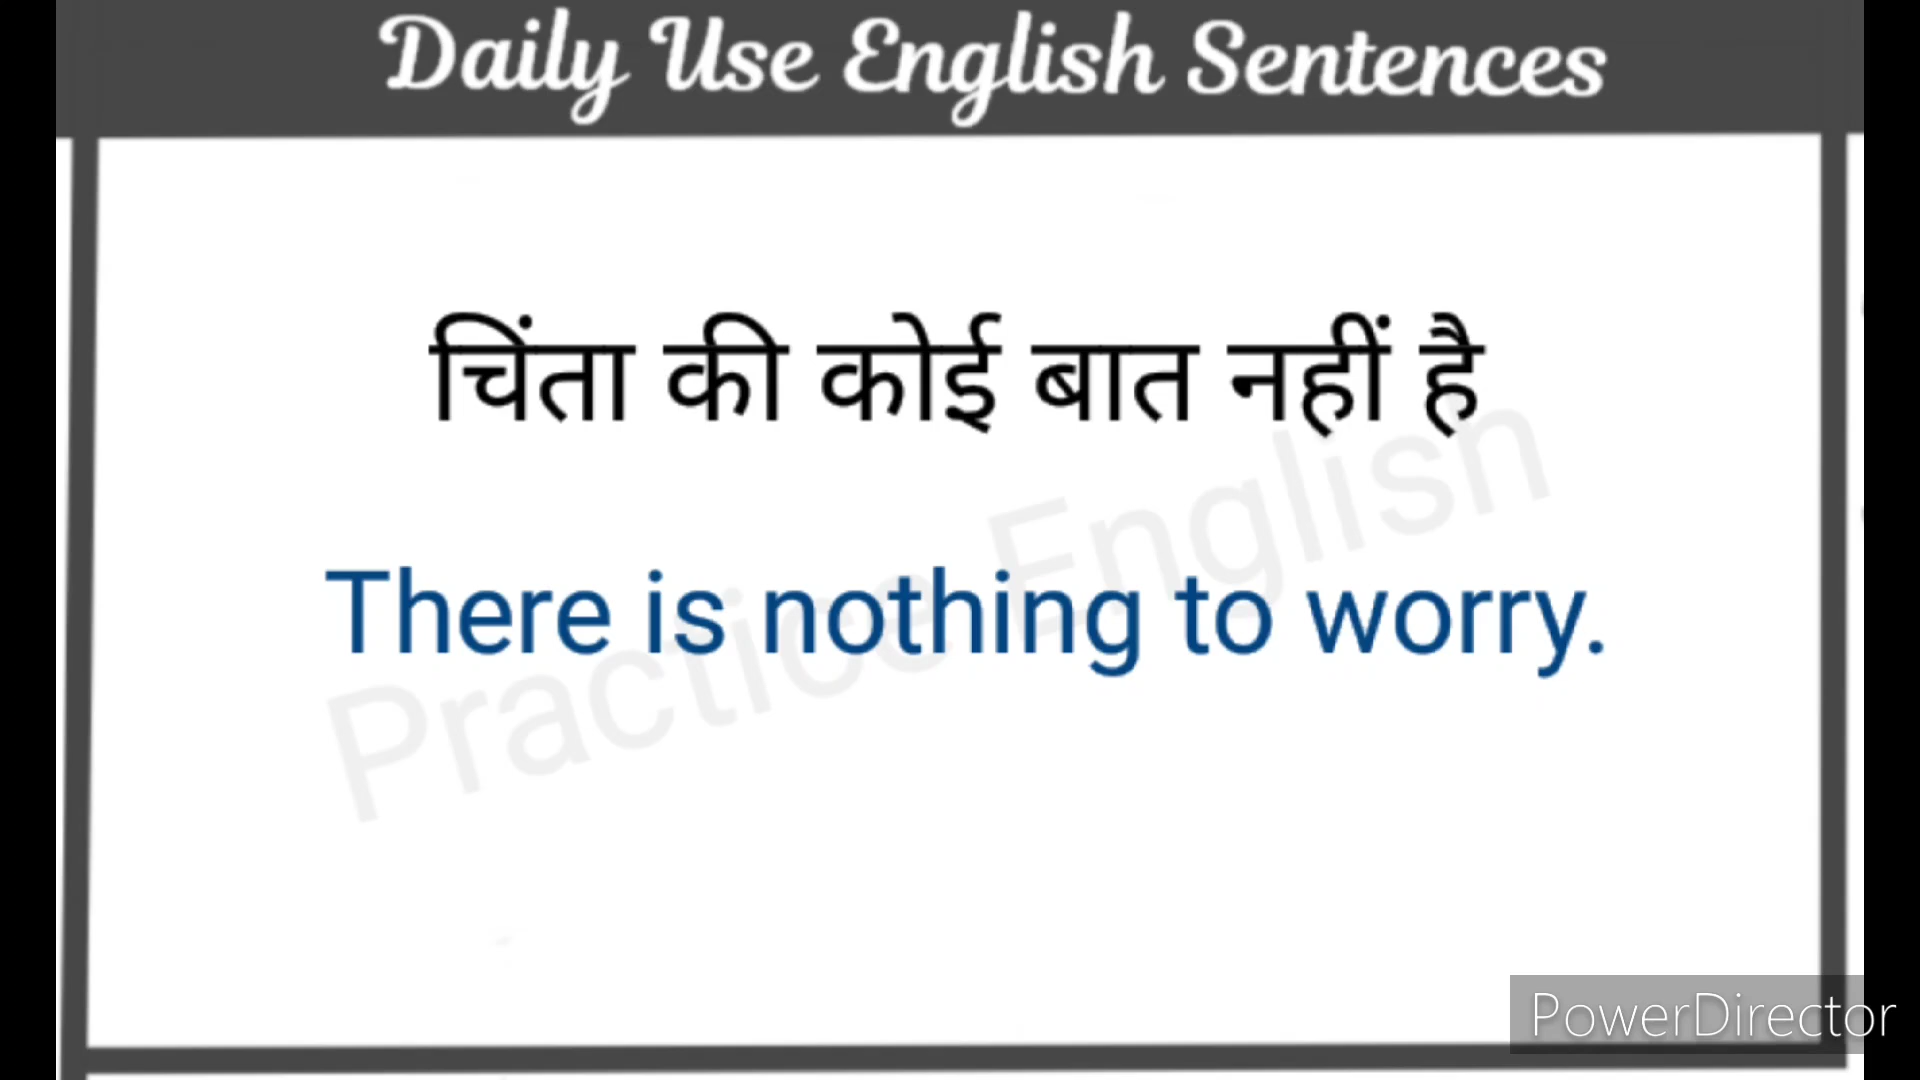 Daily Use English Sentences
चिंता की कोई बात नहीं है
There is nothing to worry.
Practice English
PowerDirector